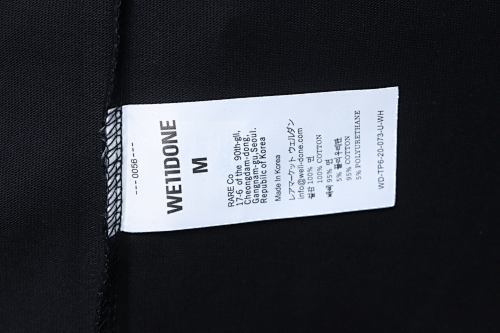 ---0056---
WE11DONE
M
RARE Co
17-6 of the 90th-gil,
Cheongdam-dong,
Gangnam-gu,Seoul.
Republic of Korea
Made in Korea
レアマーケット ウェルダン
info@well-done.com
겉감 100% 면
100% COTTON
배색 95% 면
5% 폴리우레탄
95% COTTON
5% POLYURETHANE
WD-TP6-20-073-U-WH